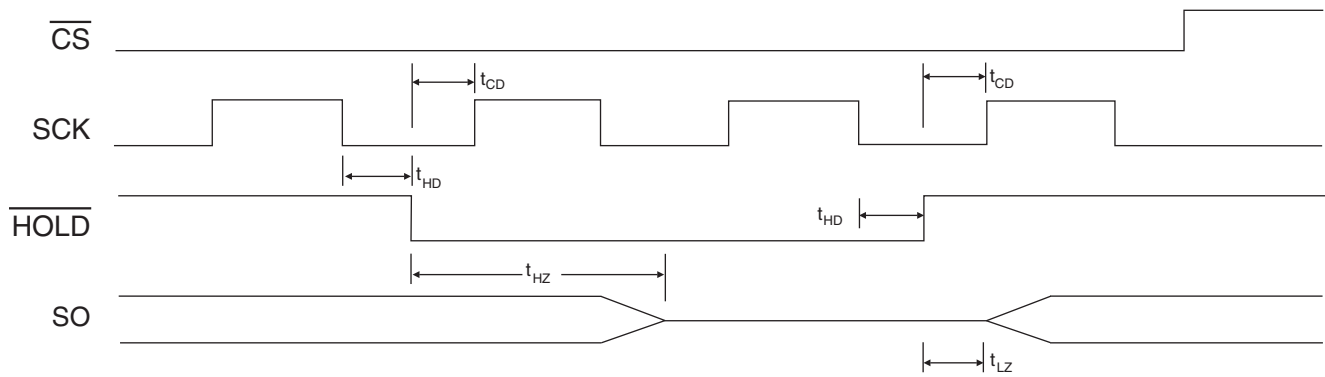 CS
t_CD
t_CD
SCK
t_HD
HOLD
t_HD
t_HZ
SO
t_LZ